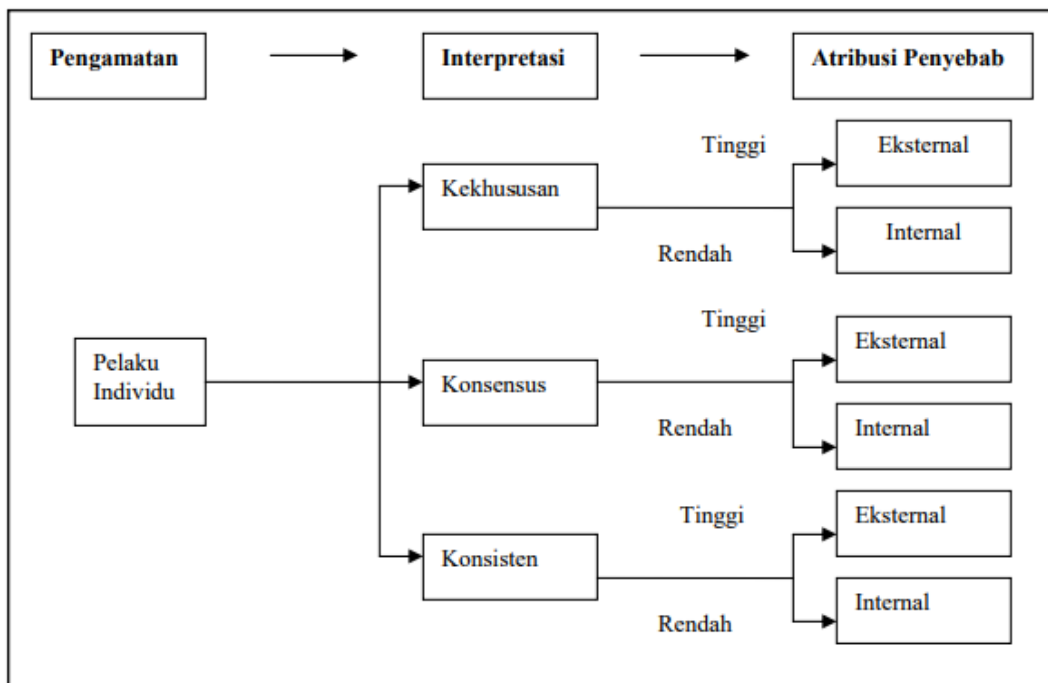 Pengamatan
Interpretasi
Atribusi Penyebab
Tinggi
Eksternal
Kekhususan
Internal
Rendah
Tinggi
Eksternal
Pelaku
Individu
Konsensus
Rendah
Internal
Tinggi
Eksternal
Konsisten
Internal
Rendah